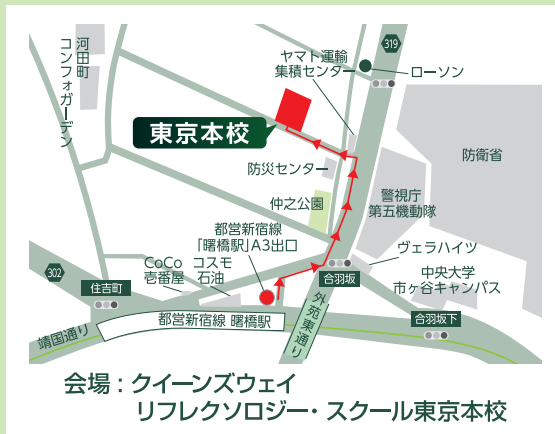 河田町
コンフォガーデン
319
ヤマト運輸
集積センター
ローソン
東京本校
防災センター
防衛省
仲之公園
警視庁
第五機動隊
都営新宿線
「曙橋駅」A3出口
ヴェラハイツ
CoCo
壱番屋
コスモ
石油
合羽坂
中央大学
市ヶ谷キャンパス
302
住吉町
外苑東通り
合羽坂下
都営新宿線 曙橋駅
靖国通り
会場：クイーンズウェイ
リフレクソロジー・スクール東京本校